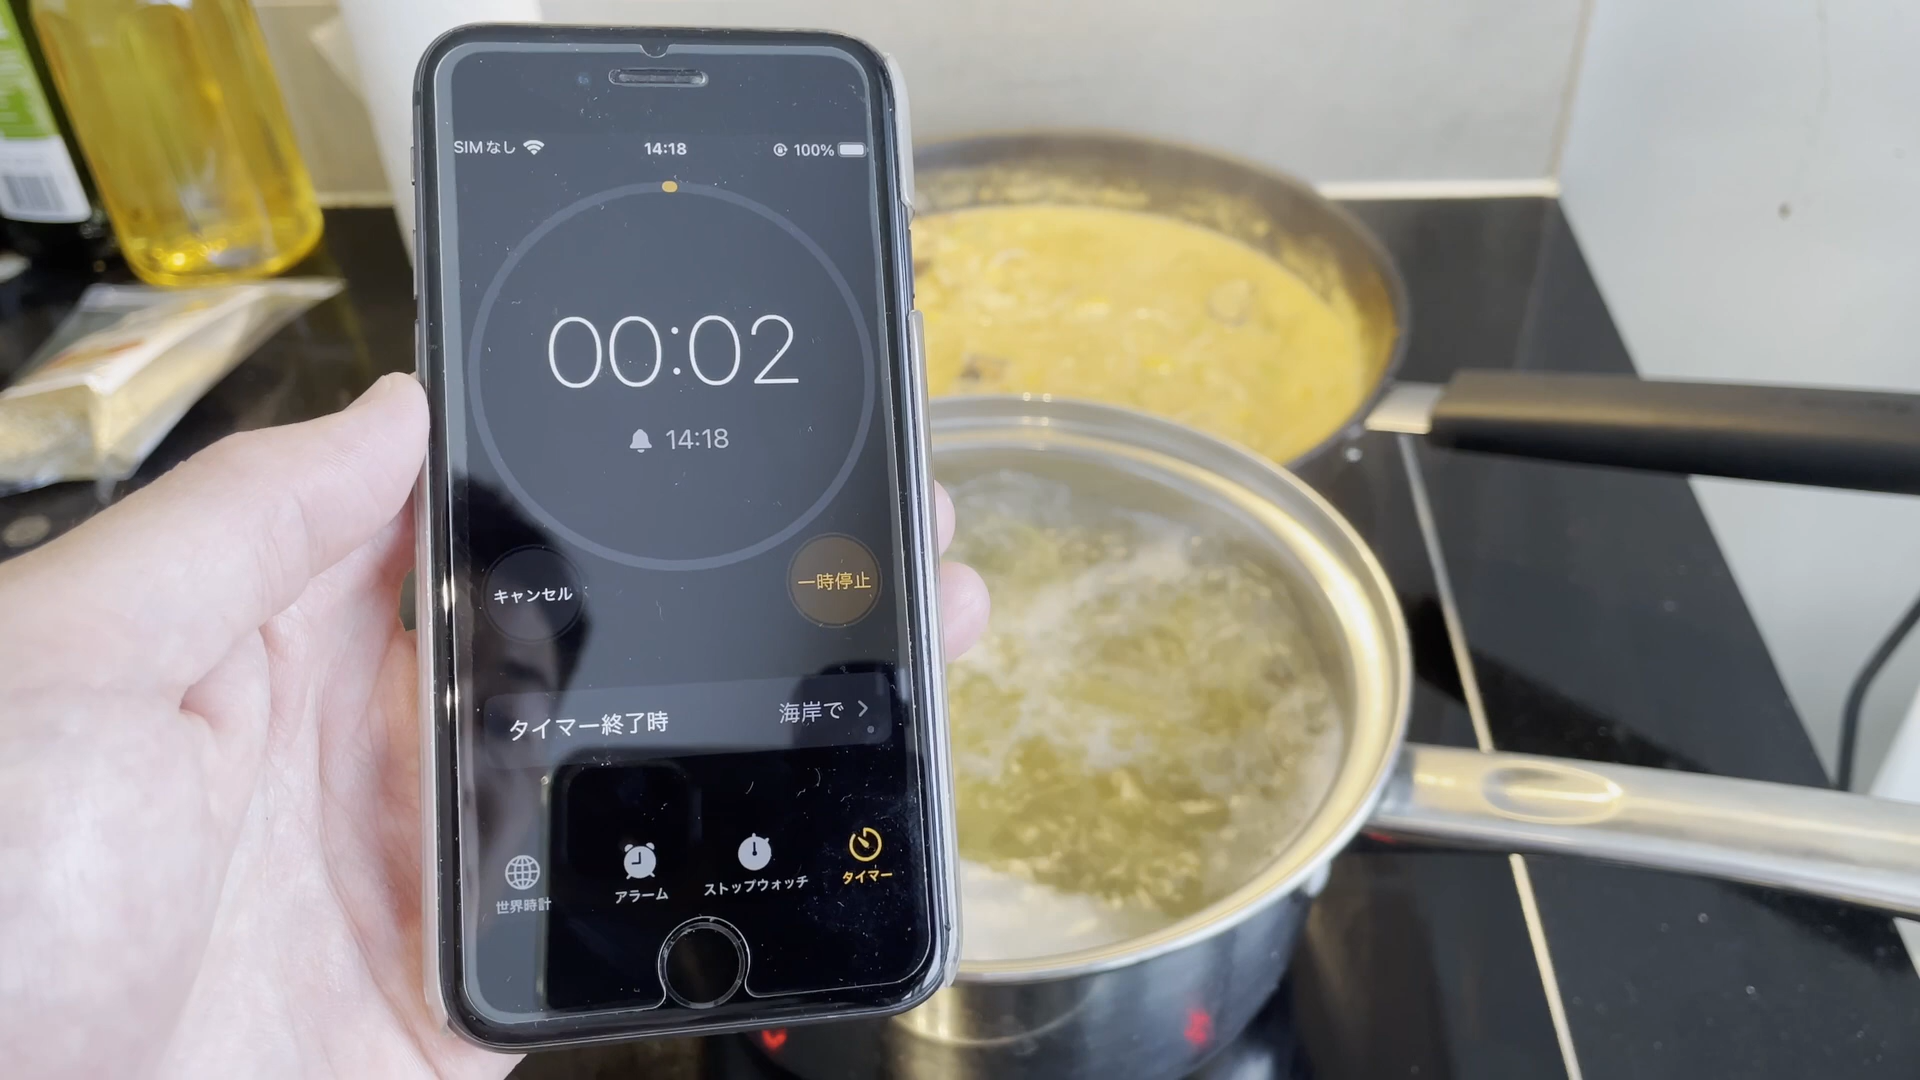 SIMなし 14:18 100%
00:02
14:18
キャンセル 一時停止
タイマー終了時 海岸で
世界時計 アラーム ストップウォッチ タイマー